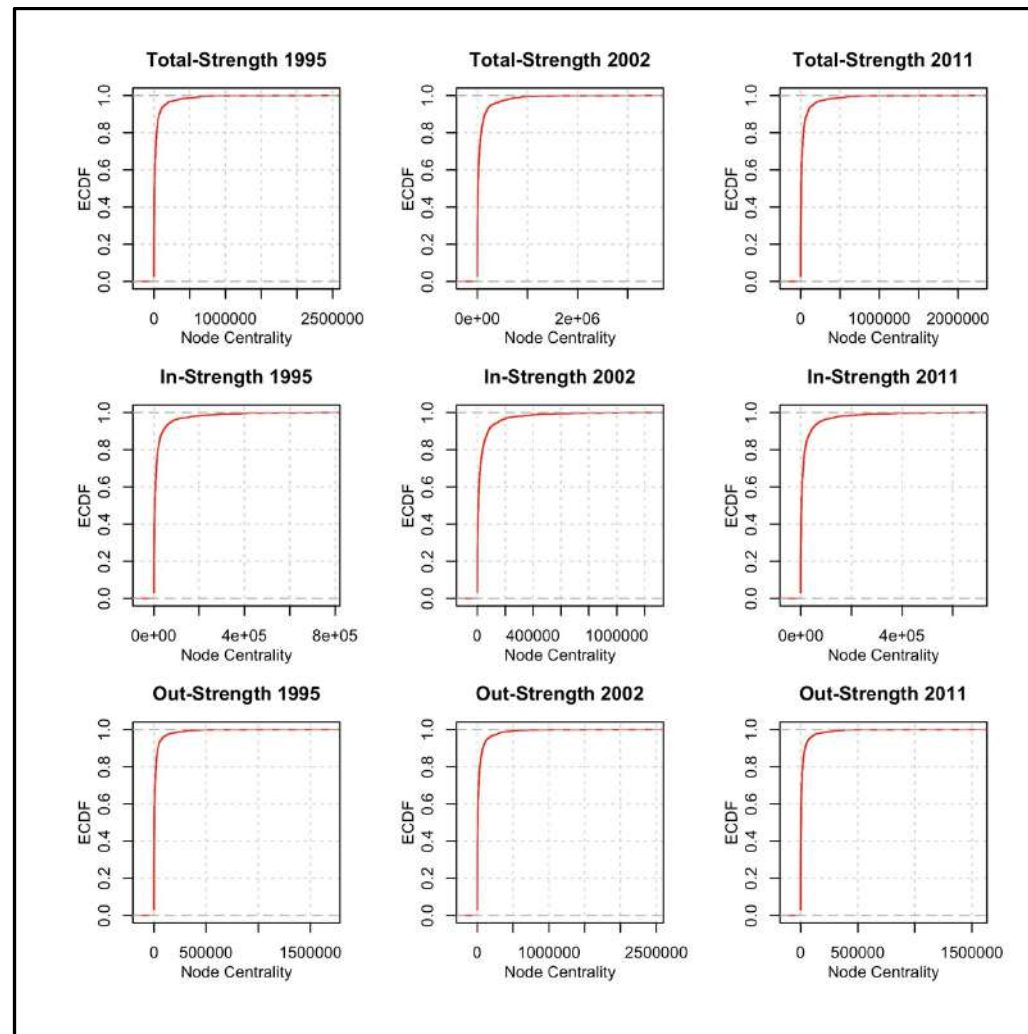 Total-Strength 1995
ECDF
0.0 0.2 0.4 0.6 0.8 1.0
0 1000000 2500000
Node Centrality
Total-Strength 2002
ECDF
0.0 0.2 0.4 0.6 0.8 1.0
0e+00 2e+06
Node Centrality
Total-Strength 2011
ECDF
0.0 0.2 0.4 0.6 0.8 1.0
0 1000000 2000000
Node Centrality
In-Strength 1995
ECDF
0.0 0.2 0.4 0.6 0.8 1.0
0e+00 4e+05 8e+05
Node Centrality
In-Strength 2002
ECDF
0.0 0.2 0.4 0.6 0.8 1.0
0 400000 1000000
Node Centrality
In-Strength 2011
ECDF
0.0 0.2 0.4 0.6 0.8 1.0
0e+00 4e+05
Node Centrality
Out-Strength 1995
ECDF
0.0 0.2 0.4 0.6 0.8 1.0
0 500000 1500000
Node Centrality
Out-Strength 2002
ECDF
0.0 0.2 0.4 0.6 0.8 1.0
0 1000000 2500000
Node Centrality
Out-Strength 2011
ECDF
0.0 0.2 0.4 0.6 0.8 1.0
0 500000 1500000
Node Centrality